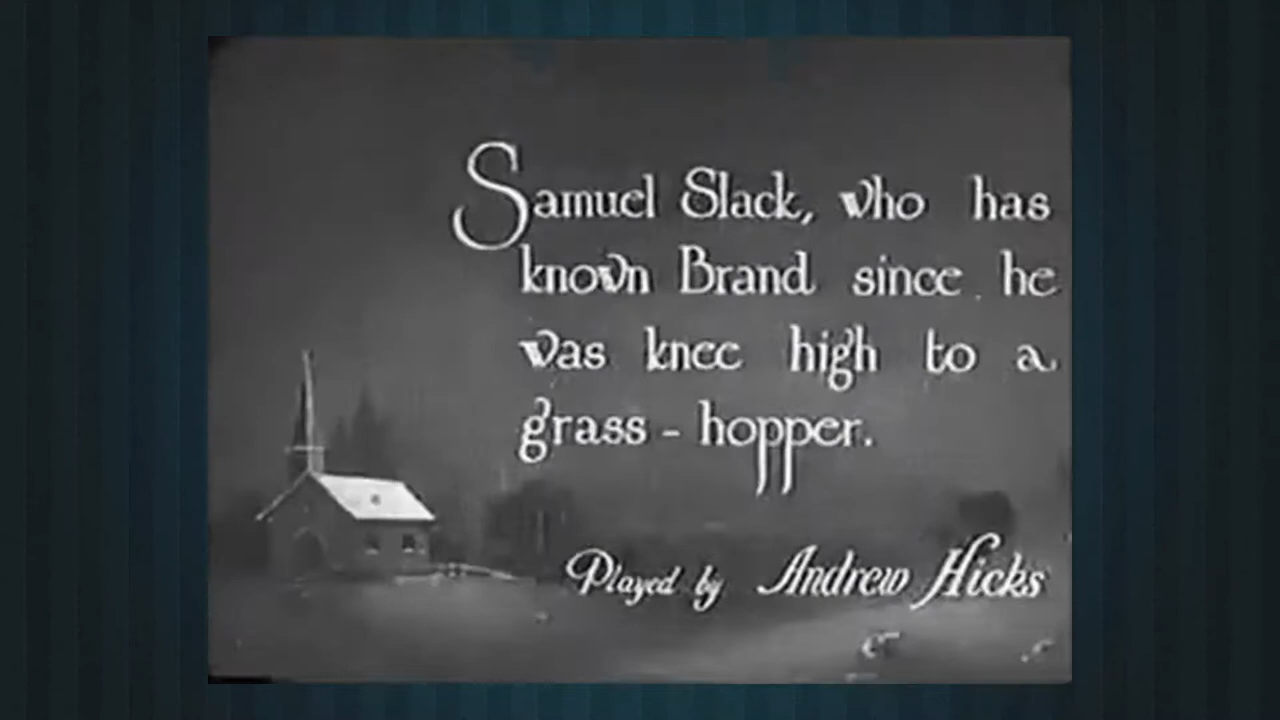 Samuel Slack, who has
known Brand since he
was knee high to a
grass - hopper.
Played by Andrew Hicks